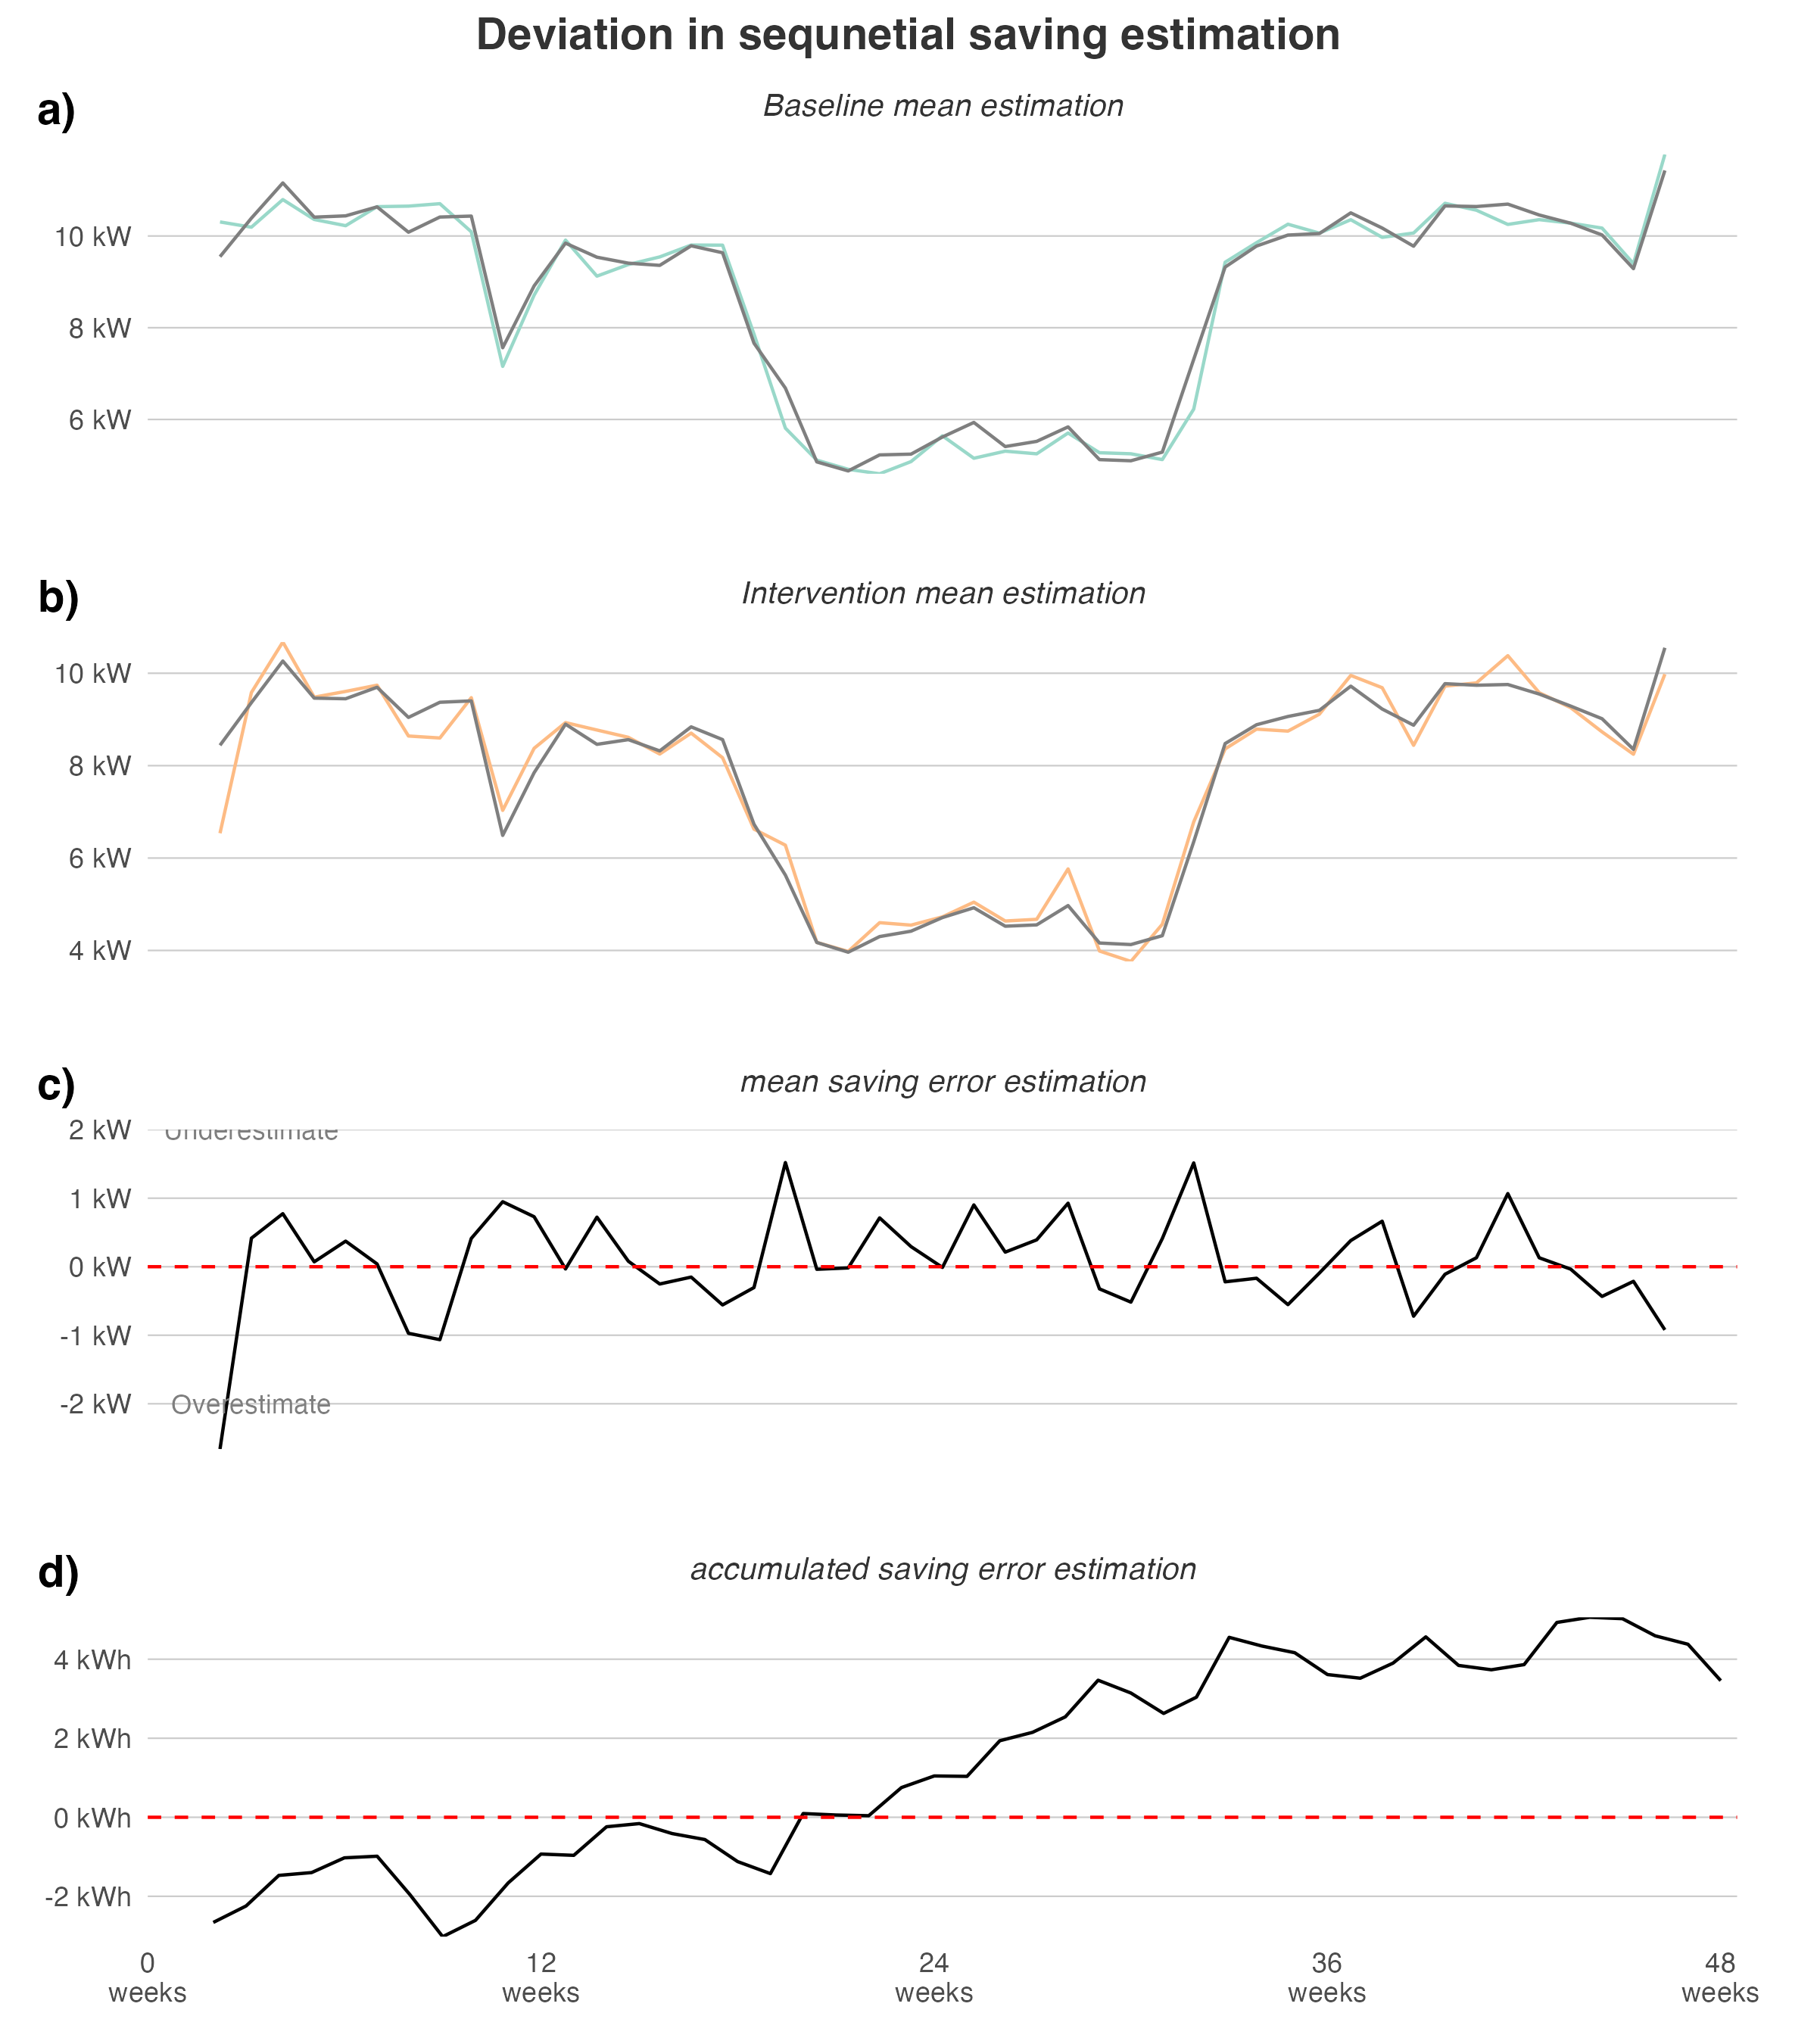 Deviation in sequnetial saving estimation
a)
Baseline mean estimation
10 kW
8 kW
6 kW
b)
Intervention mean estimation
10 kW
8 kW
6 kW
4 kW
c)
mean saving error estimation
2 kW
Underestimate
1 kW
0 kW
-1 kW
-2 kW
Overestimate
d)
accumulated saving error estimation
4 kWh
2 kWh
0 kWh
-2 kWh
0 12 24 36 48
weeks weeks weeks weeks weeks